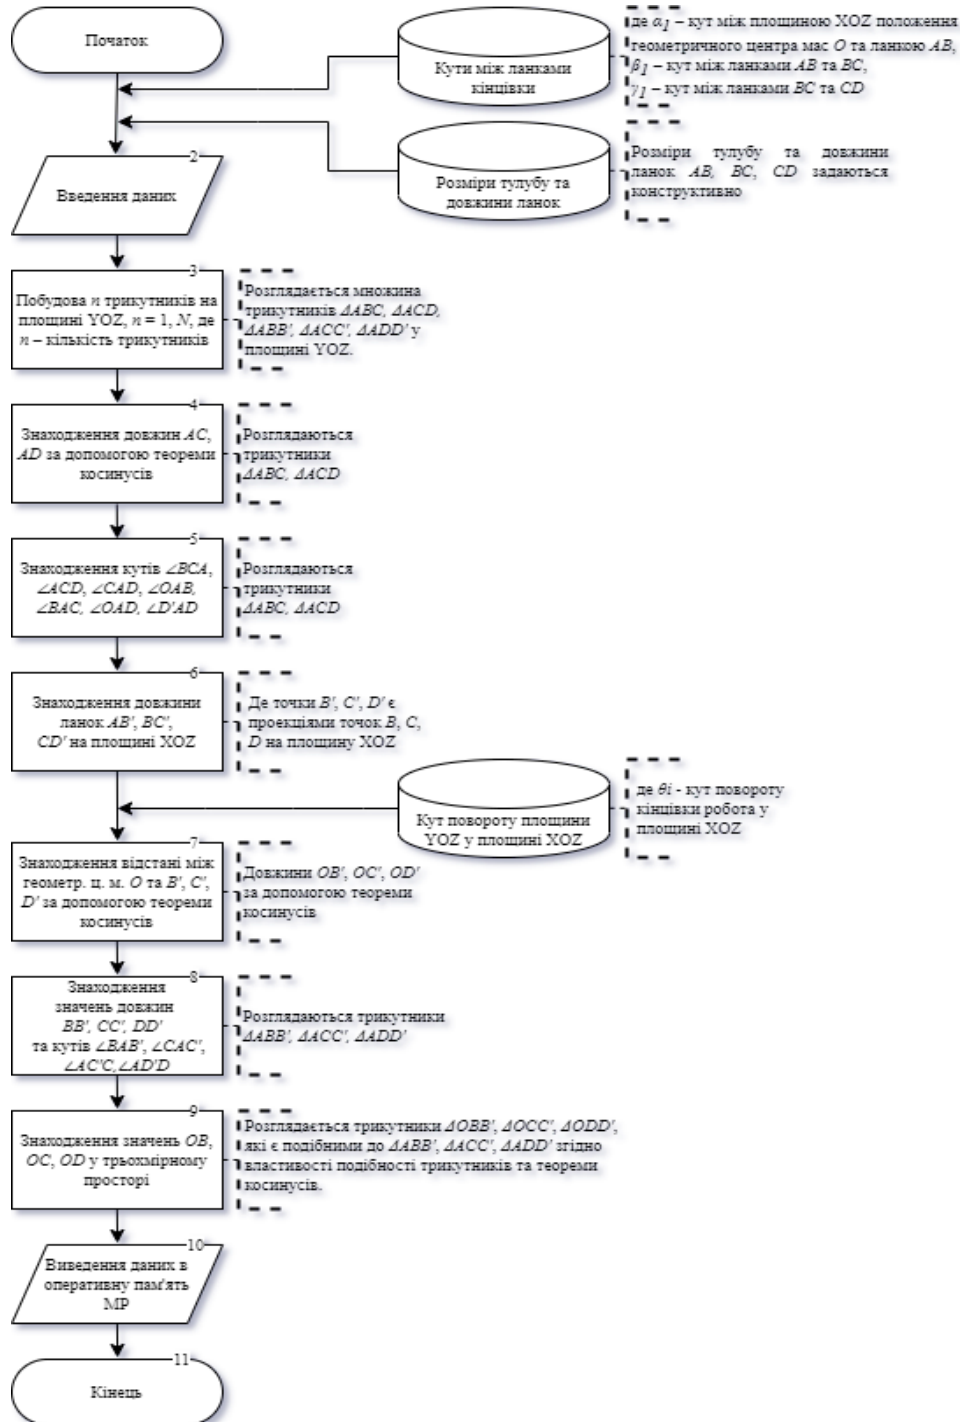 Початок
Кути між ланками
кінцівки
де α1 – кут між площиною XOZ положення
геометричного центра мас O та ланкою AB,
β1 – кут між ланками AB та BC,
γ1 – кут між ланками BC та CD
2
Введення даних
Розміри тулубу та
довжини ланок
Розміри тулубу та довжини
ланок AB, BC, CD задаються
конструктивно
3
Побудова n трикутників на
площині YOZ, n = 1, N, де
n – кількість трикутників
Розглядається множина
трикутників ΔABC, ΔACD,
ΔABB', ΔACC', ΔADD' у
площині YOZ.
4
Знаходження довжин AC,
AD за допомогою теореми
косинусів
Розглядаються
трикутники
ΔABC, ΔACD
5
Знаходження кутів ∠BCA,
∠ACD, ∠CAD, ∠OAB,
∠BAC, ∠OAD, ∠D'AD
Розглядаються
трикутники
ΔABC, ΔACD
6
Знаходження довжини
ланок AB', BC',
CD' на площині XOZ
Де точки B', C', D' є
проекціями точок B, C,
D на площину XOZ
Кут повороту площини
YOZ у площині XOZ
де θi - кут повороту
кінцівки робота у
площині XOZ
7
Знаходження відстані між
геометр. ц. м. O та B', C',
D' за допомогою теореми
косинусів
Довжини OB', OC', OD'
за допомогою теореми
косинусів
8
Знаходження
значень довжин
BB', CC', DD'
та кутів ∠BAB', ∠CAC',
∠AC'C,∠AD'D
Розглядаються трикутники
ΔABB', ΔACC', ΔADD'
9
Знаходження значень OB,
OC, OD у трьохмірному
просторі
Розглядається трикутники ΔOBB', ΔOCC', ΔODD',
які є подібними до ΔABB', ΔACC', ΔADD' згідно
властивості подібності трикутників та теореми
косинусів.
10
Виведення даних в
оперативну пам'ять
МР
11
Кінець